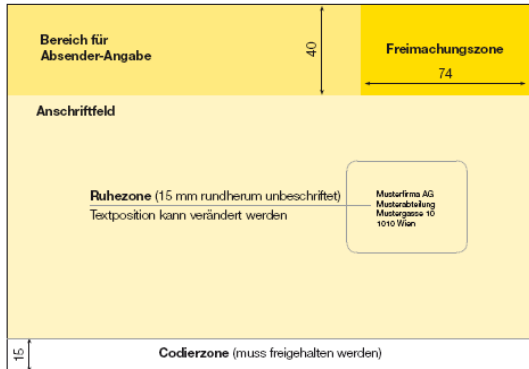 Bereich für
Absender-Angabe
40
Freimachungszone
74
Anschriftfeld
Ruhezone (15 mm rundherum unbeschriftet)
Textposition kann verändert werden
Musterfirma AG
Musterabteilung
Mustergasse 10
1010 Wien
15
Codierzone (muss freigehalten werden)